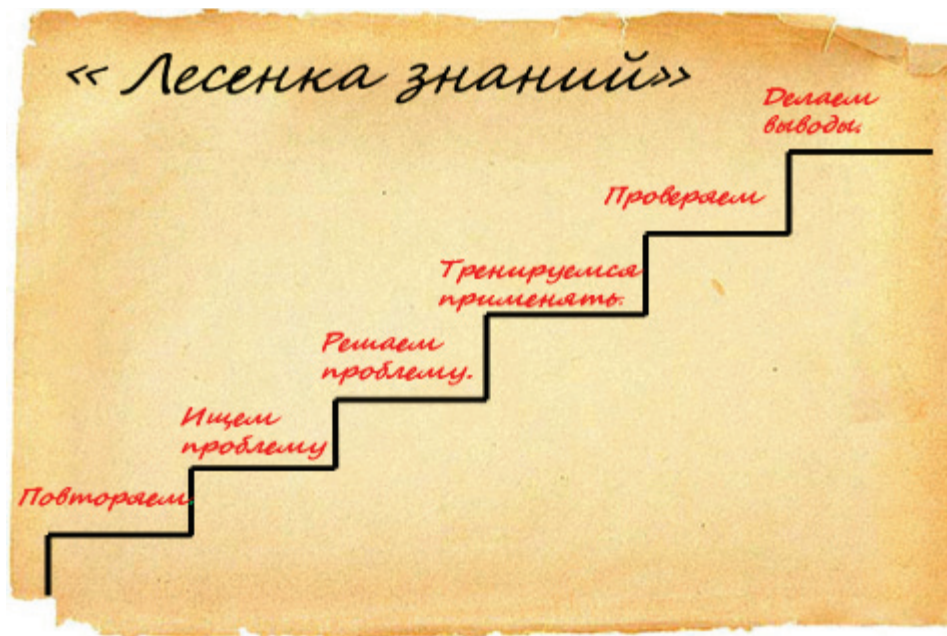 « Лесенка знаний»
Делаем
выводы.
Проверяем
Тренируемся
применять.
Решаем
проблему.
Ищем
проблему
Повторяем.